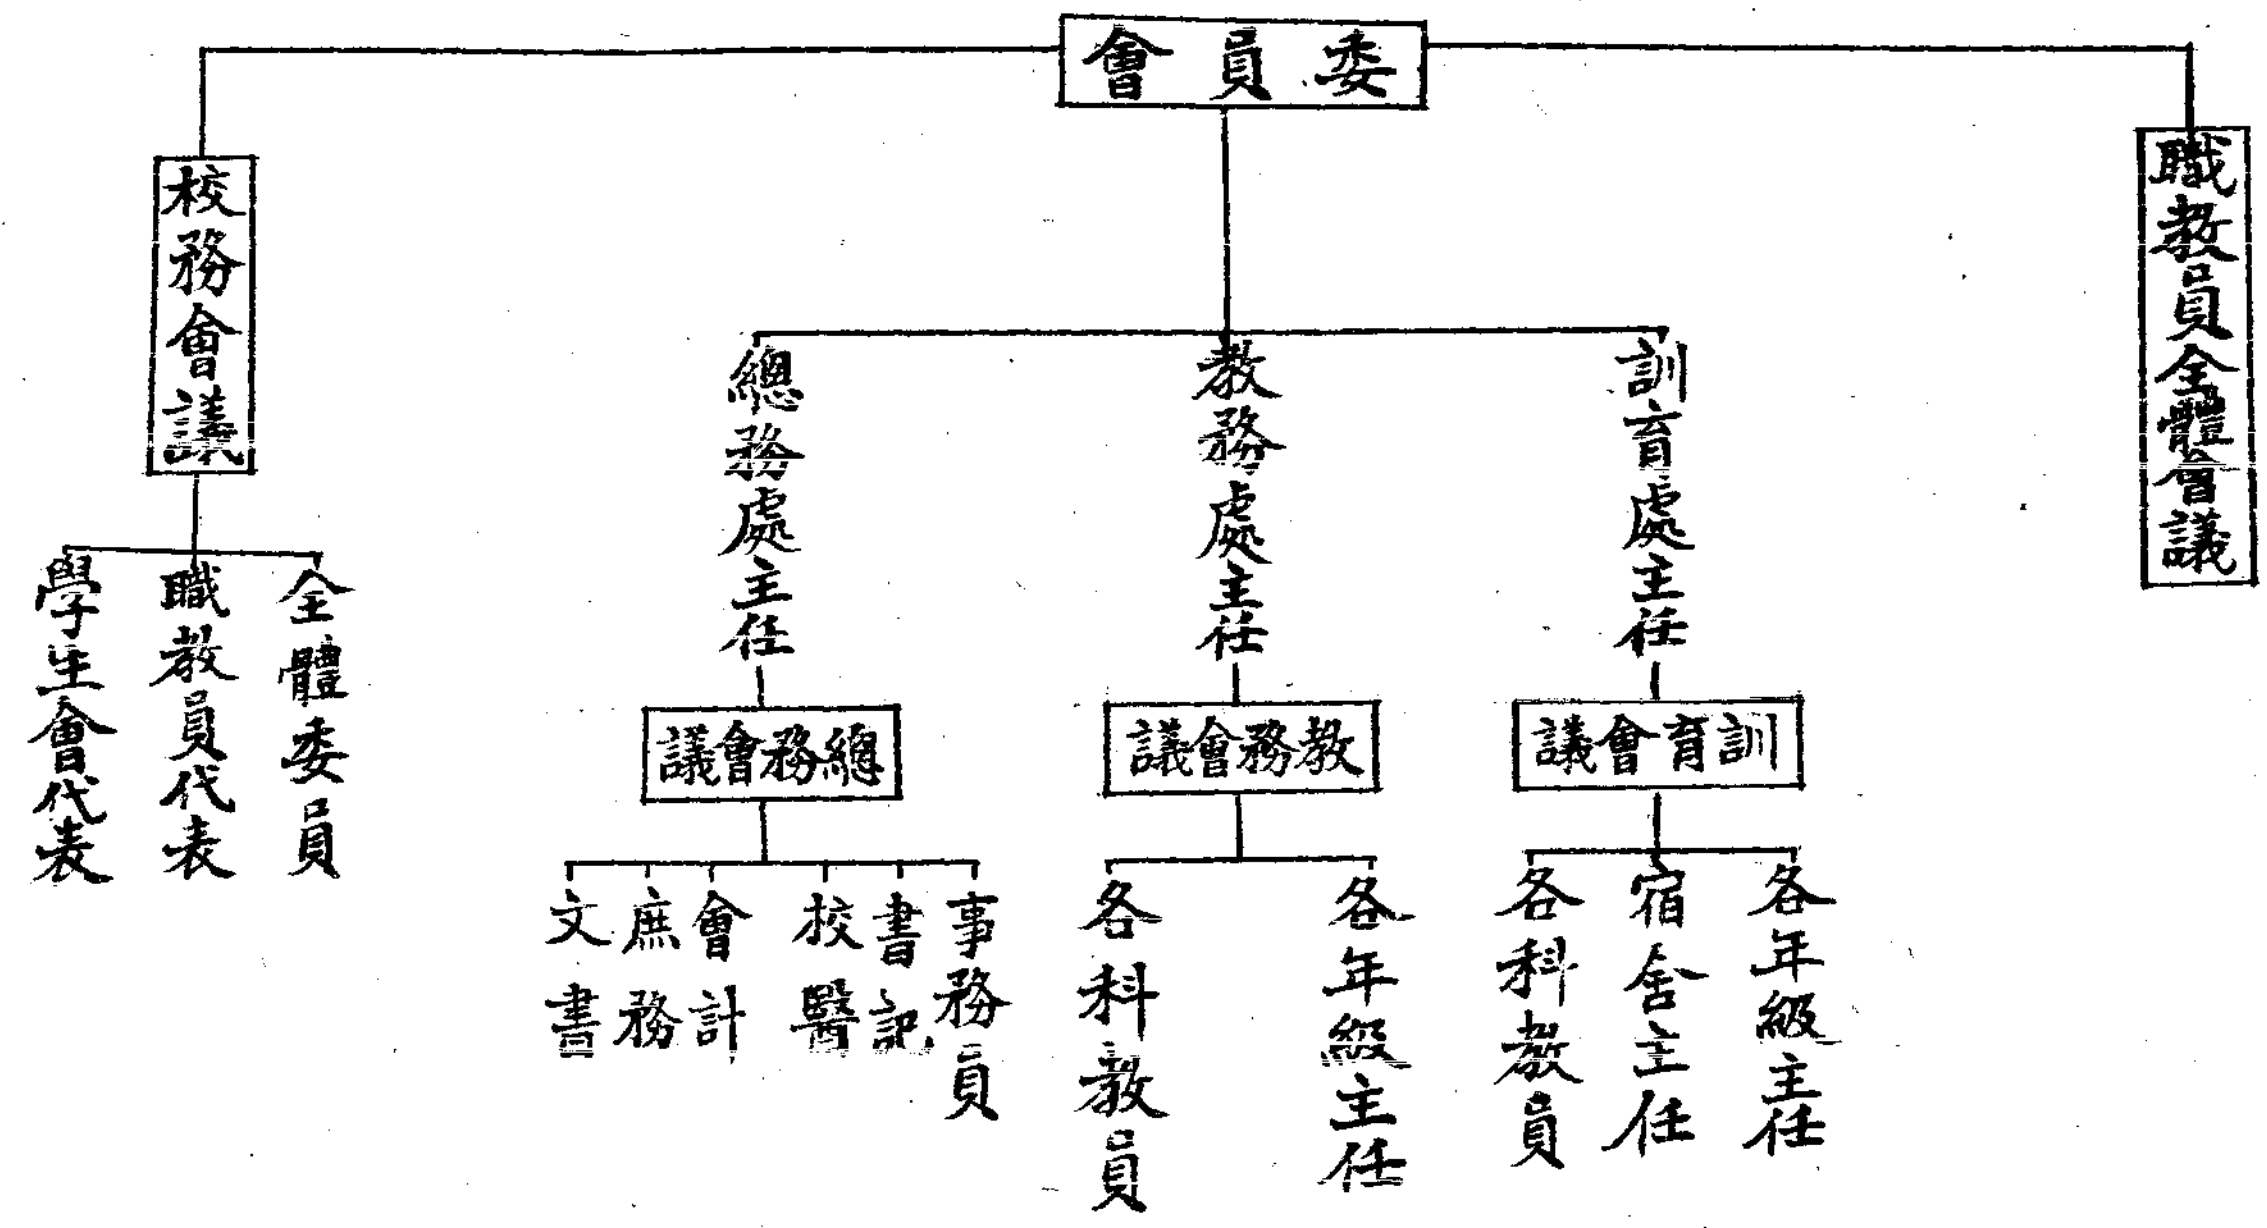 委員會
職教員全體會議
校務會議
訓育處主任
教務處主任
總務處主任
全體委員
職教員代表
學生會代表
訓育會議
教務會議
總務會議
各年級主任
宿舍主任
各科教員
各年級主任
各科教員
事務員
書記
校醫
會計
庶務
文書